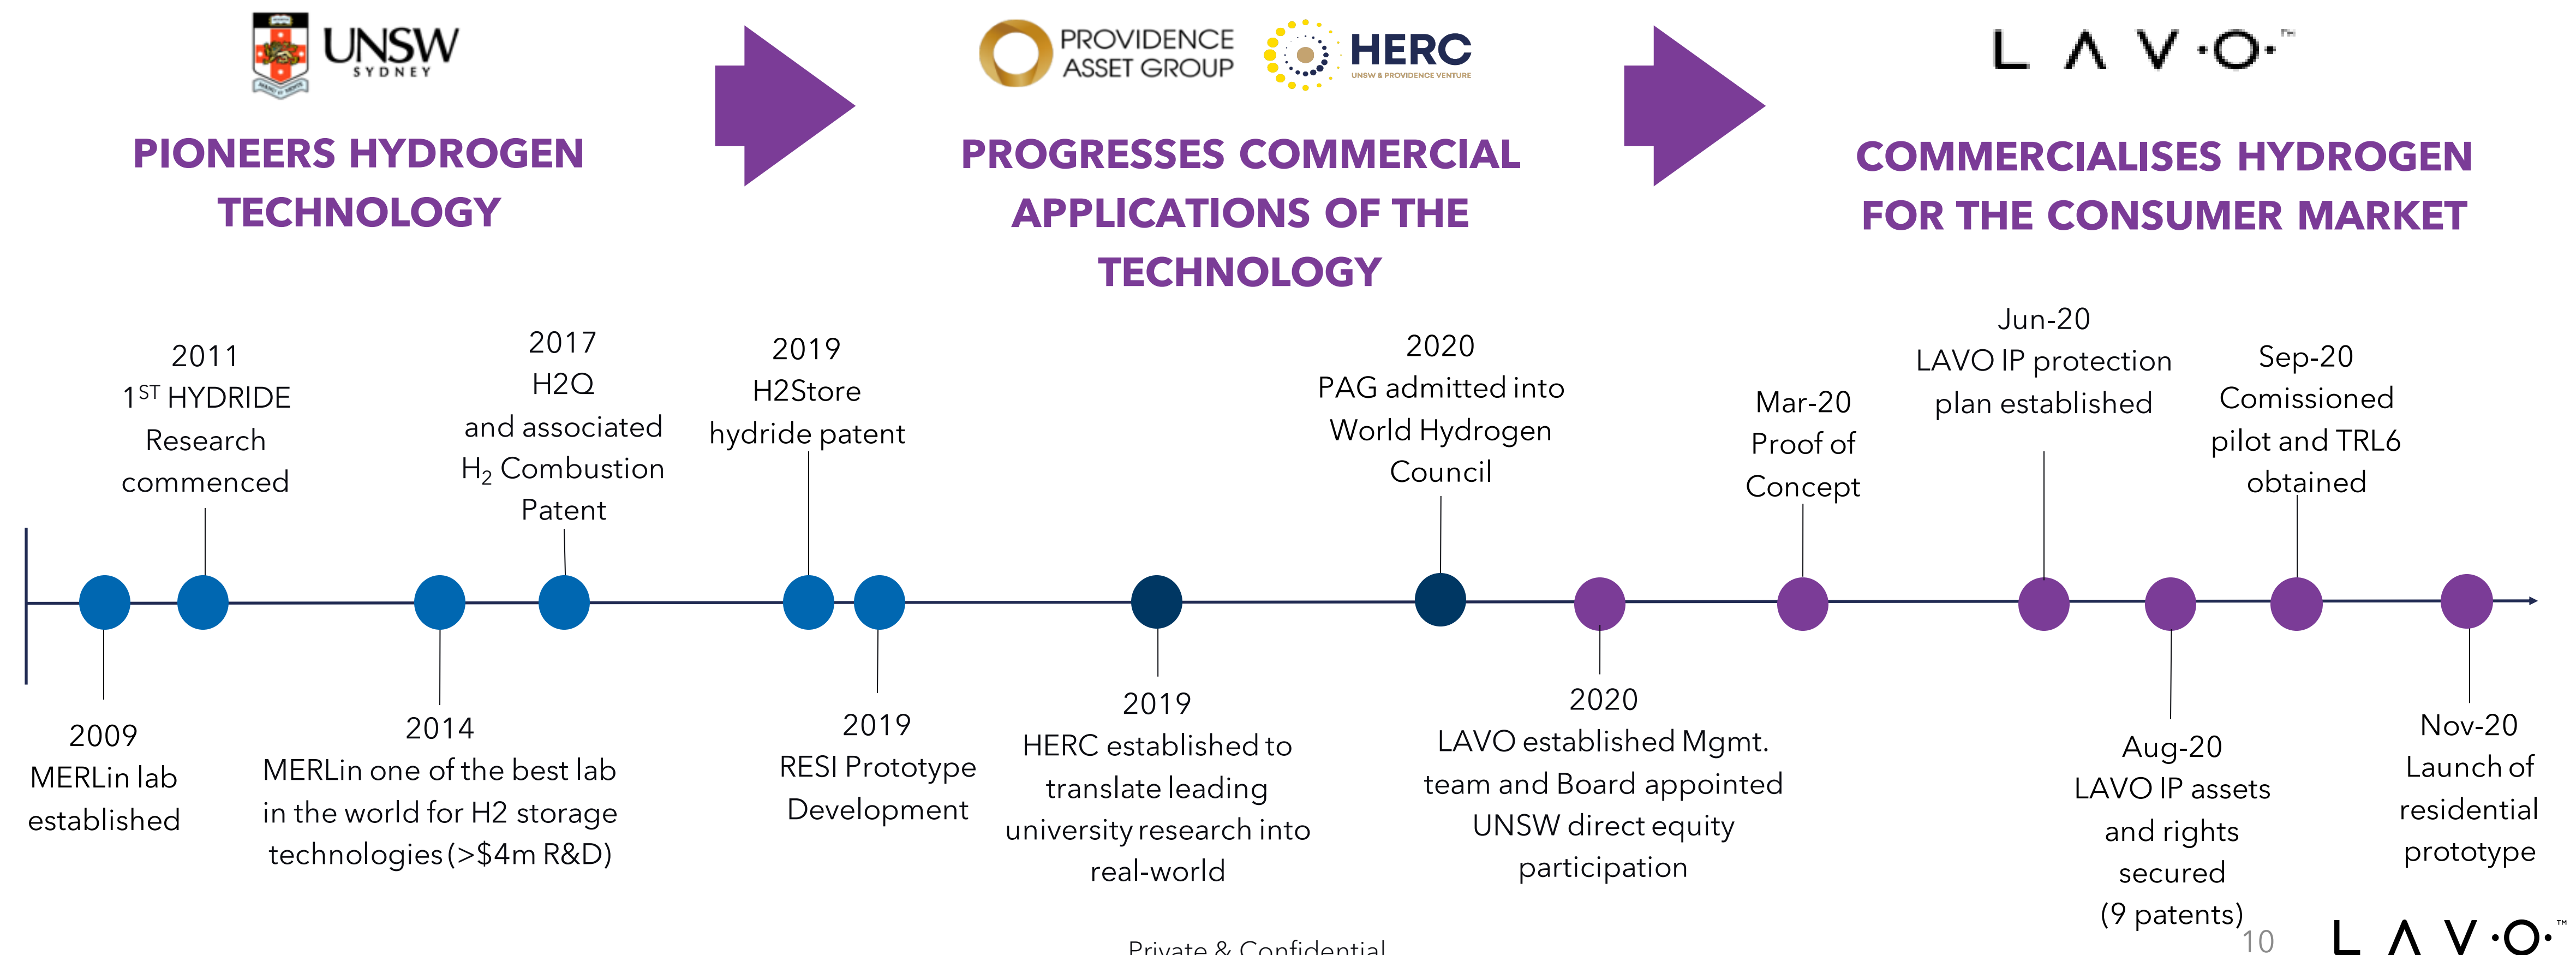 UNSW
SYDNEY
PIONEERS HYDROGEN
TECHNOLOGY
PROVIDENCE
ASSET GROUP
HERC
UNSW & PROVIDENCE VENTURE
PROGRESSES COMMERCIAL
APPLICATIONS OF THE
TECHNOLOGY
LAVO™
COMMERCIALISES HYDROGEN
FOR THE CONSUMER MARKET
2011
1ST HYDRIDE
Research
commenced
2017
H2Q
and associated
H2 Combustion
Patent
2019
H2Store
hydride patent
2020
PAG admitted into
World Hydrogen
Council
Mar-20
Proof of
Concept
Jun-20
LAVO IP protection
plan established
Sep-20
Comissioned
pilot and TRL6
obtained
2009
MERLin lab
established
2014
MERLin one of the best lab
in the world for H2 storage
technologies (>$4m R&D)
2019
RESI Prototype
Development
2019
HERC established to
translate leading
university research into
real-world
2020
LAVO established Mgmt.
team and Board appointed
UNSW direct equity
participation
Aug-20
LAVO IP assets
and rights
secured
(9 patents)
Nov-20
Launch of
residential
prototype
Private & Confidential
10
LAVO™